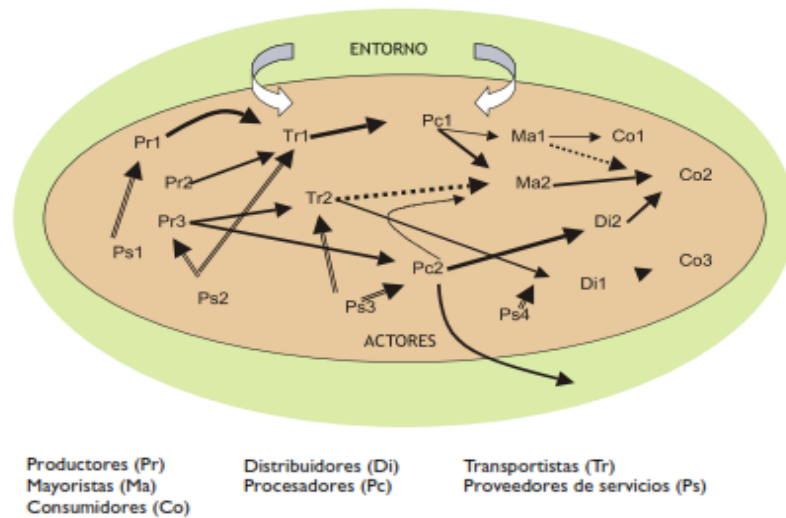 ENTORNO
Pr1
Tr1
Pc1
Ma1
Co1
Pr2
Tr2
Ma2
Co2
Pr3
Di2
Ps1
Pc2
Co3
Ps2
Ps3
Di1
Ps4
ACTORES
Productores (Pr)
Distribuidores (Di)
Transportistas (Tr)
Mayoristas (Ma)
Procesadores (Pc)
Proveedores de servicios (Ps)
Consumidores (Co)